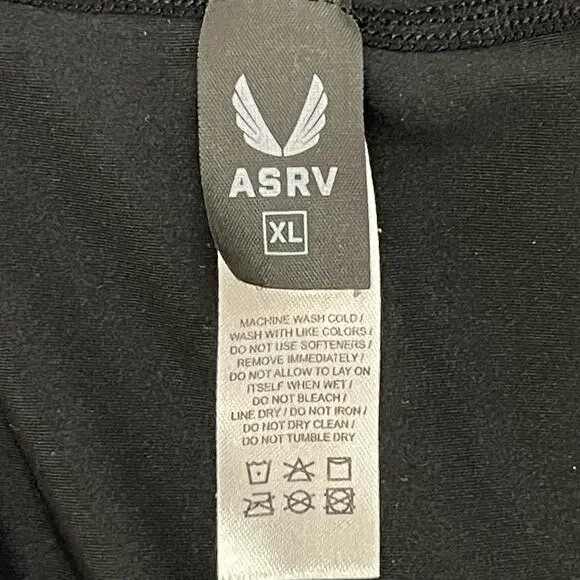 ASRV
XL
MACHINE WASH COLD /
WASH WITH LIKE COLORS /
DO NOT USE SOFTENERS /
REMOVE IMMEDIATELY /
DO NOT ALLOW TO LAY ON
ITSELF WHEN WET /
DO NOT BLEACH /
LINE DRY / DO NOT IRON /
DO NOT DRY CLEAN /
DO NOT TUMBLE DRY